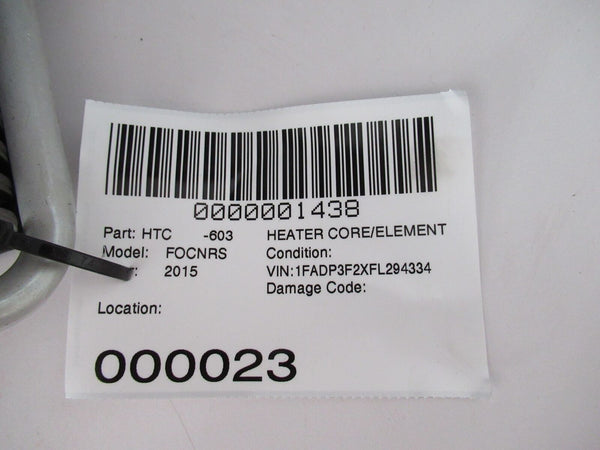 0000001438
Part: HTC -603 HEATER CORE/ELEMENT
Model: FOCNRS Condition:
2015 VIN:1FADP3F2XFL294334
Damage Code:
Location:
000023